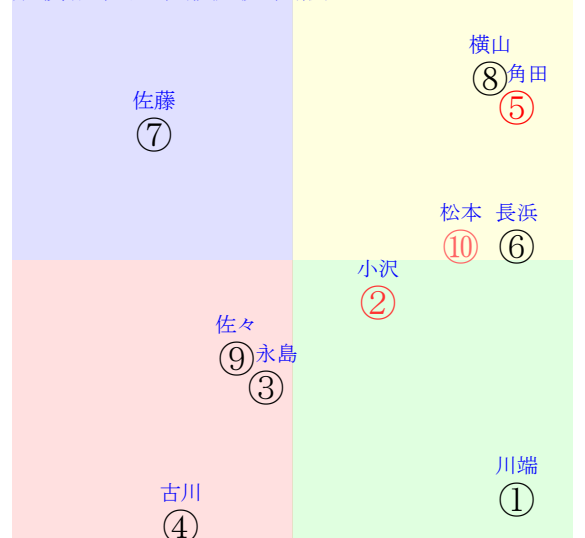 横山
⑧
角田
⑤
佐藤
⑦
松本
⑩
長浜
⑥
小沢
②
佐々
⑨
永島
③
川端
①
古川
④